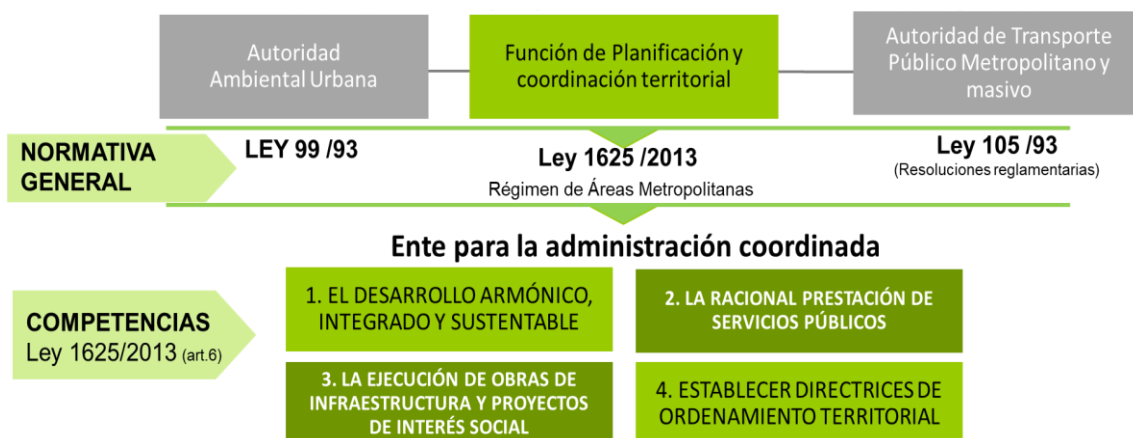 Autoridad
Ambiental Urbana
Función de Planificación y
coordinación territorial
Autoridad de Transporte
Público Metropolitano y
masivo
NORMATIVA
GENERAL
LEY 99 /93
Ley 1625 /2013
Régimen de Áreas Metropolitanas
Ley 105 /93
(Resoluciones reglamentarias)
Ente para la administración coordinada
COMPETENCIAS
Ley 1625/2013 (art.6)
1. EL DESARROLLO ARMÓNICO,
INTEGRADO Y SUSTENTABLE
2. LA RACIONAL PRESTACIÓN DE
SERVICIOS PÚBLICOS
3. LA EJECUCIÓN DE OBRAS DE
INFRAESTRUCTURA Y PROYECTOS
DE INTERÉS SOCIAL
4. ESTABLECER DIRECTRICES DE
ORDENAMIENTO TERRITORIAL